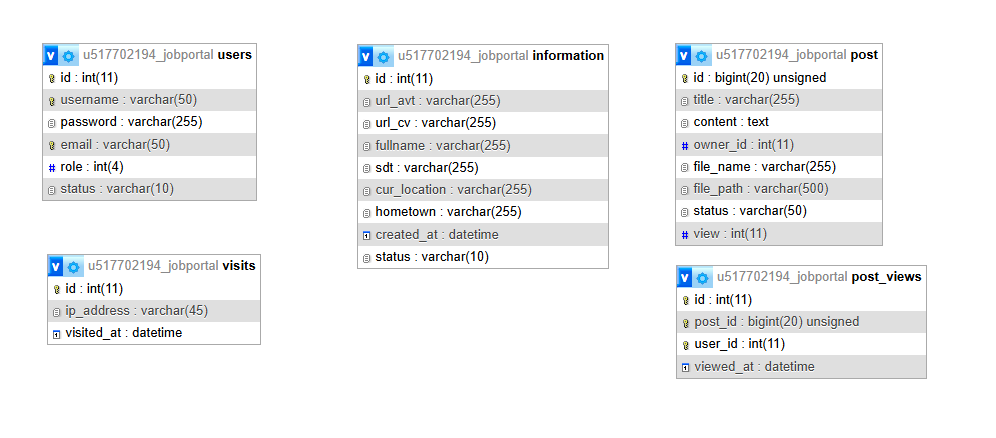 u517702194_jobportal users
id : int(11)
username : varchar(50)
password : varchar(255)
email : varchar(50)
role : int(4)
status : varchar(10)
u517702194_jobportal visits
id : int(11)
ip_address : varchar(45)
visited_at : datetime
u517702194_jobportal information
id : int(11)
url_avt : varchar(255)
url_cv : varchar(255)
fullname : varchar(255)
sdt : varchar(255)
cur_location : varchar(255)
hometown : varchar(255)
created_at : datetime
status : varchar(10)
u517702194_jobportal post
id : bigint(20) unsigned
title : varchar(255)
content : text
owner_id : int(11)
file_name : varchar(255)
file_path : varchar(500)
status : varchar(50)
view : int(11)
u517702194_jobportal post_views
id : int(11)
post_id : bigint(20) unsigned
user_id : int(11)
viewed_at : datetime